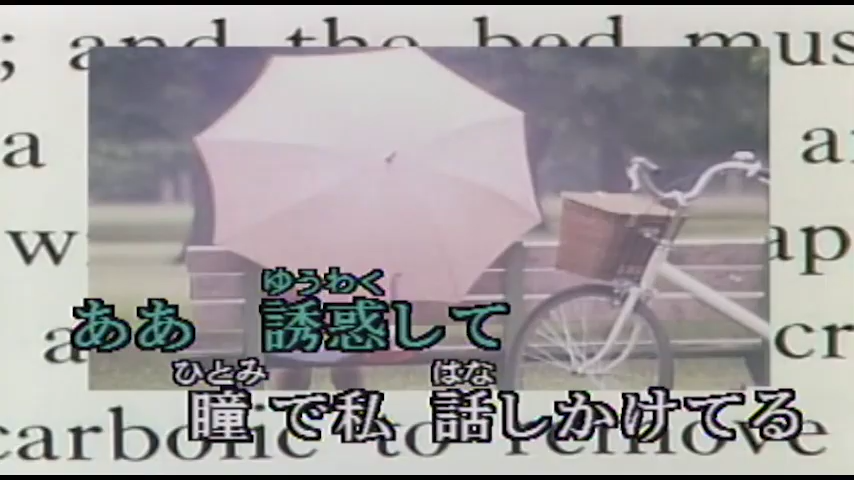 ; and the bed mus
a
a
w
ap
ゆうわく
ああ 誘惑して
a
cr
ひとみ はな
瞳で私 話しかけてる
carbolic to remove